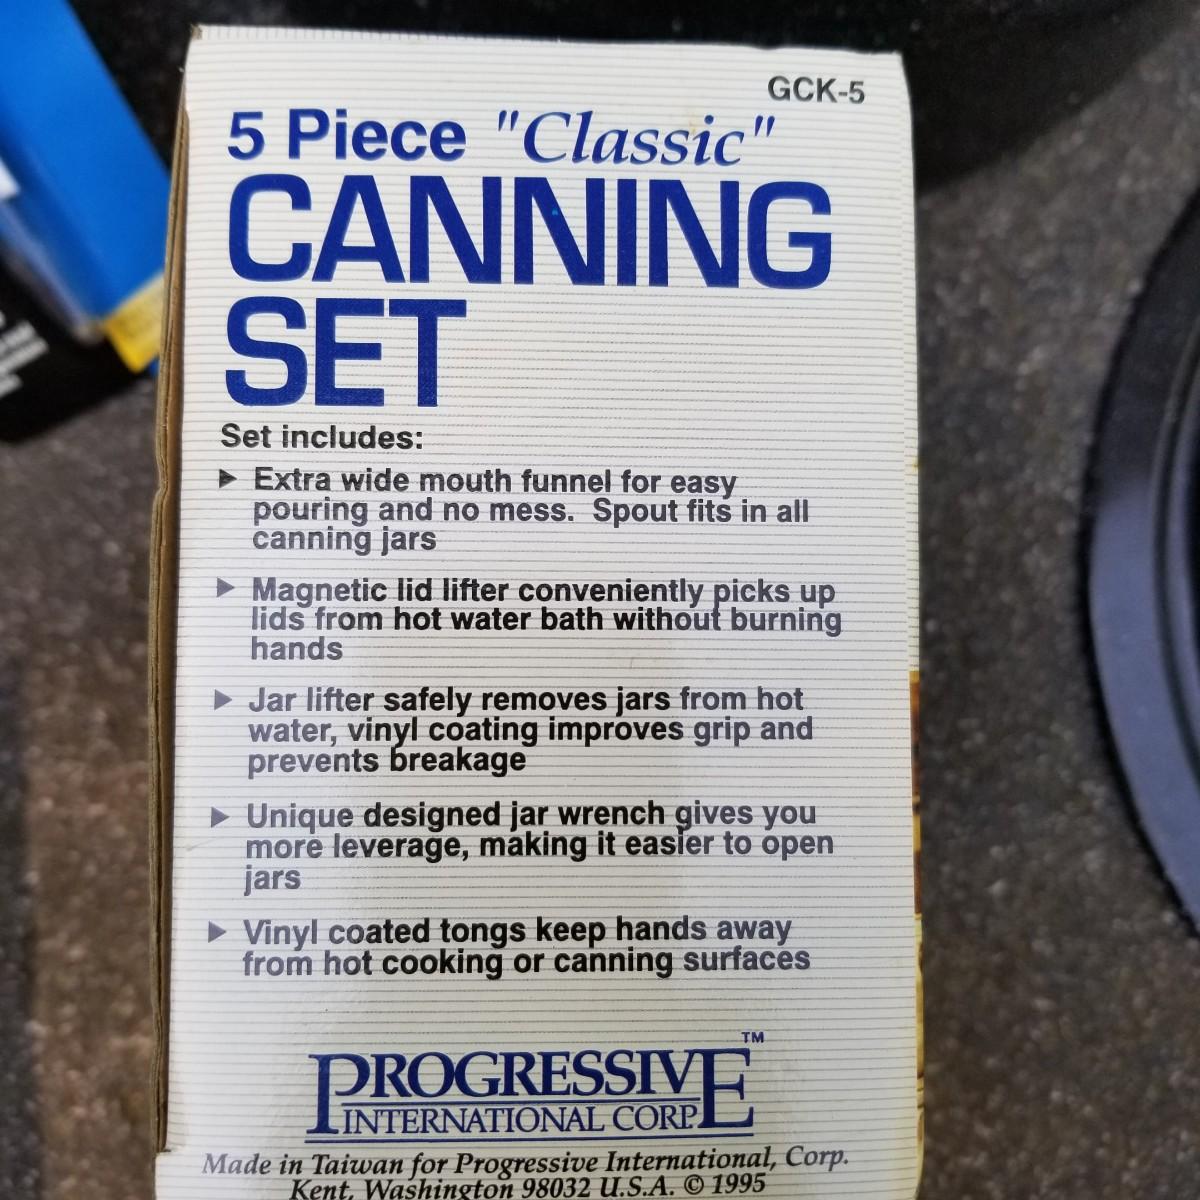 GCK-5
5 Piece "Classic"
CANNING
SET
Set includes:
▶ Extra wide mouth funnel for easy
pouring and no mess. Spout fits in all
canning jars
▶ Magnetic lid lifter conveniently picks up
lids from hot water bath without burning
hands
▶ Jar lifter safely removes jars from hot
water, vinyl coating improves grip and
prevents breakage
▶ Unique designed jar wrench gives you
more leverage, making it easier to open
jars
▶ Vinyl coated tongs keep hands away
from hot cooking or canning surfaces
PROGRESSIVE™
INTERNATIONAL CORP.
Made in Taiwan for Progressive International, Corp.
Kent, Washington 98032 U.S.A. © 1995